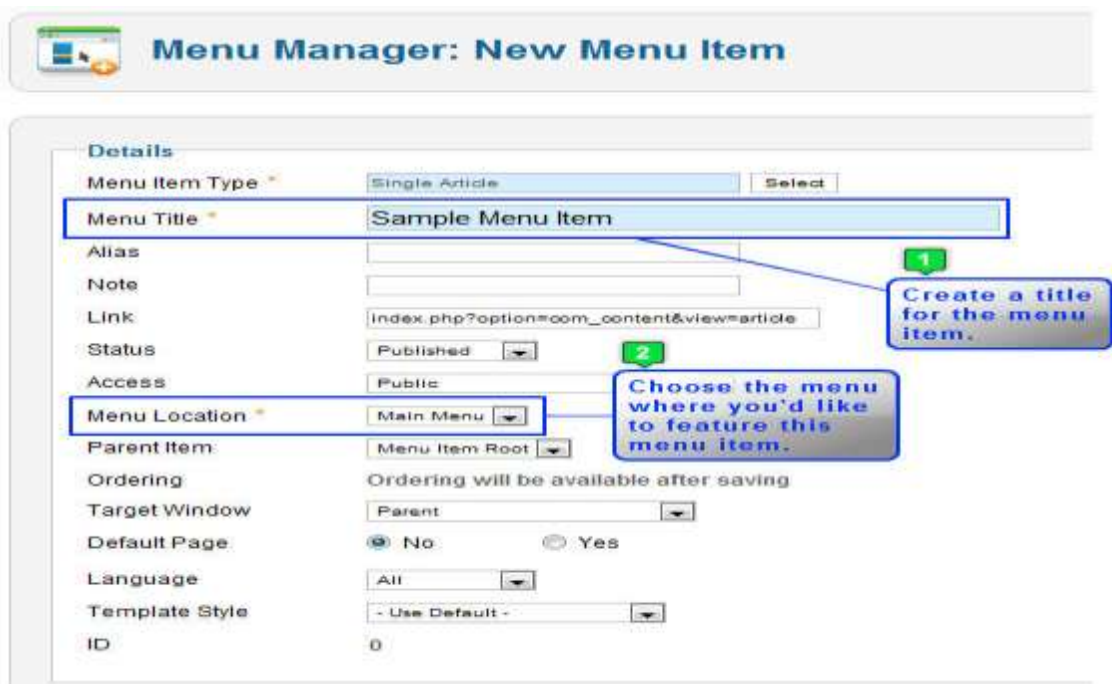 Menu Manager: New Menu Item
Details
Menu Item Type * Single Article Select
Menu Title * Sample Menu Item
Alias
1
Note
Create a title
for the menu
item.
Link index.php?option=com_content&view=article
Status Published
2
Access Public
Choose the menu
where you'd like
to feature this
menu item.
Menu Location * Main Menu
Parent Item Menu Item Root
Ordering Ordering will be available after saving
Target Window Parent
Default Page No Yes
Language All
Template Style - Use Default -
ID 0